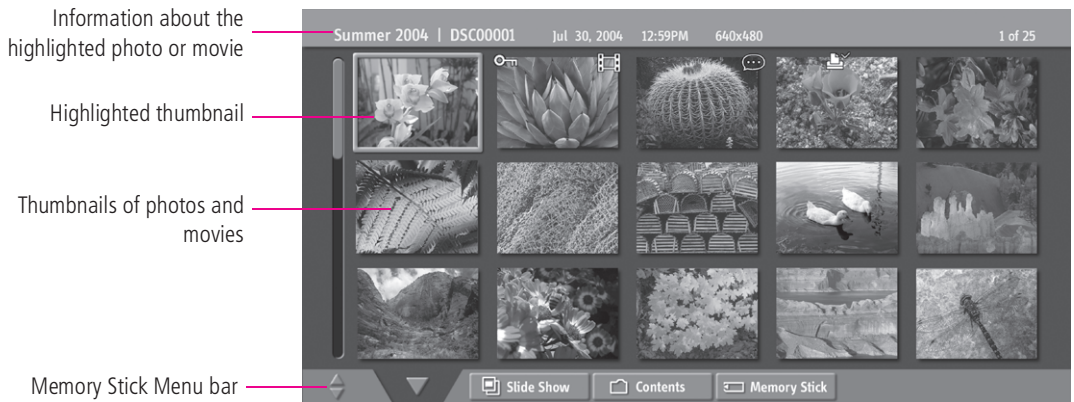 Information about the
highlighted photo or movie
Summer 2004 | DSC00001 Jul 30, 2004 12:59PM 640x480 1 of 25
Highlighted thumbnail
Thumbnails of photos and
movies
Memory Stick Menu bar
Slide Show Contents Memory Stick